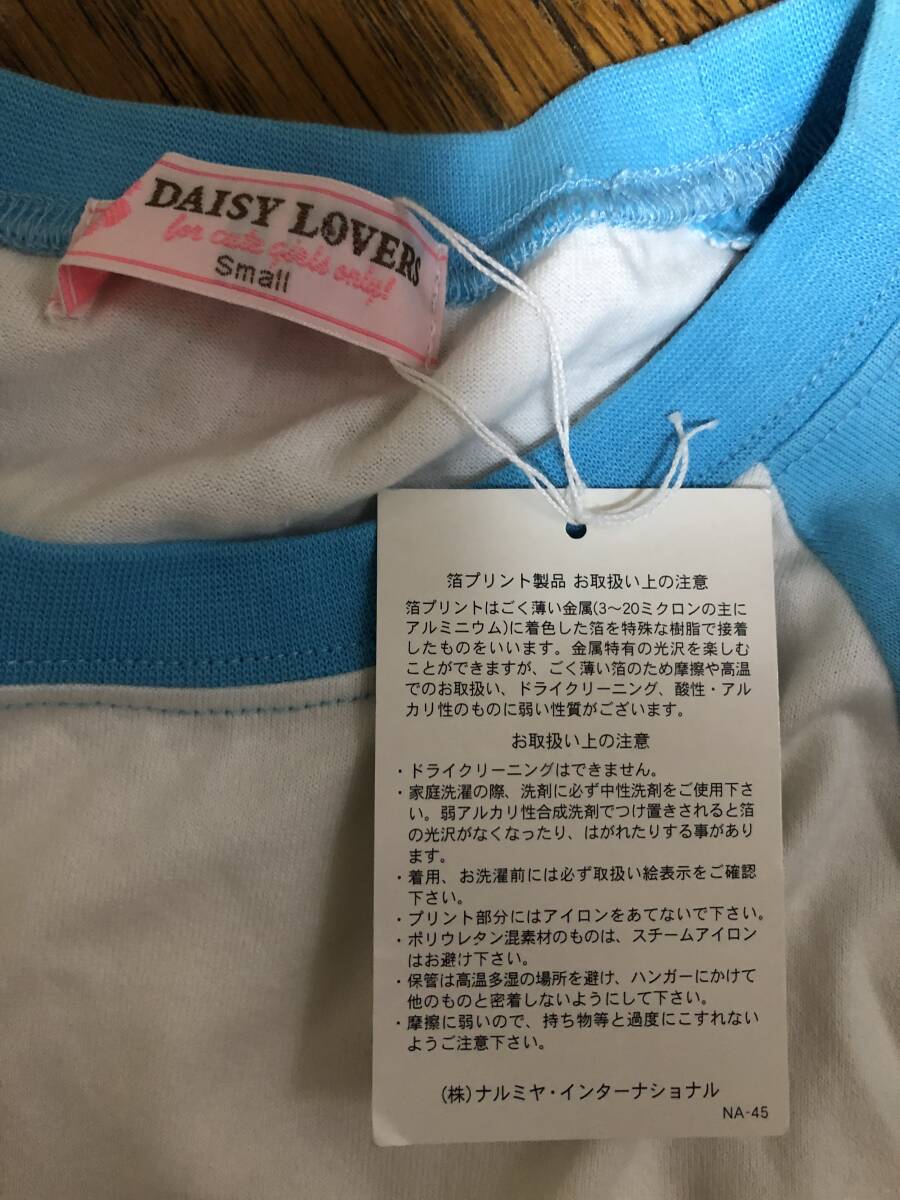 DAISY LOVERS
for cute girls only!
Small
箔プリント製品 お取扱い上の注意
箔プリントはごく薄い金属(3〜20ミクロンの主に
アルミニウム)に着色した箔を特殊な樹脂で接着
したものをいいます。金属特有の光沢を楽しむ
ことができますが、ごく薄い箔のため摩擦や高温
でのお取扱い、ドライクリーニング、酸性・アル
カリ性のものに弱い性質がございます。
お取扱い上の注意
・ドライクリーニングはできません。
・家庭洗濯の際、洗剤に必ず中性洗剤をご使用下さ
い。弱アルカリ性合成洗剤でつけ置きされると箔
の光沢がなくなったり、はがれたりする事があり
ます。
・着用、お洗濯前には必ず取扱い絵表示をご確認
下さい。
・プリント部分にはアイロンをあてないで下さい。
・ポリウレタン混素材のものは、スチームアイロン
はお避け下さい。
・保管は高温多湿の場所を避け、ハンガーにかけて
他のものと密着しないようにして下さい。
・摩擦に弱いので、持ち物等と過度にこすれない
ようご注意下さい。
(株)ナルミヤ・インターナショナル
NA-45